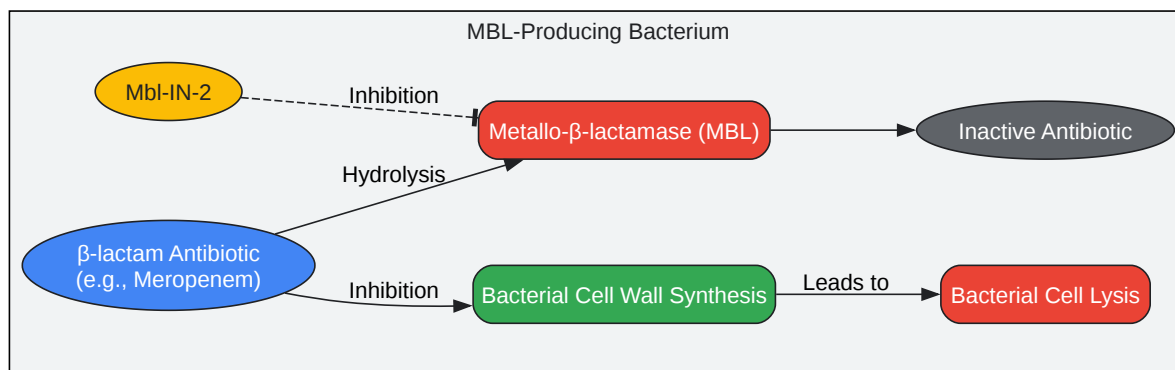 MBL-Producing Bacterium
Mbl-IN-2
Inhibition
Metallo-β-lactamase (MBL)
Inactive Antibiotic
Hydrolysis
β-lactam Antibiotic
(e.g., Meropenem)
Inhibition
Bacterial Cell Wall Synthesis
Leads to
Bacterial Cell Lysis